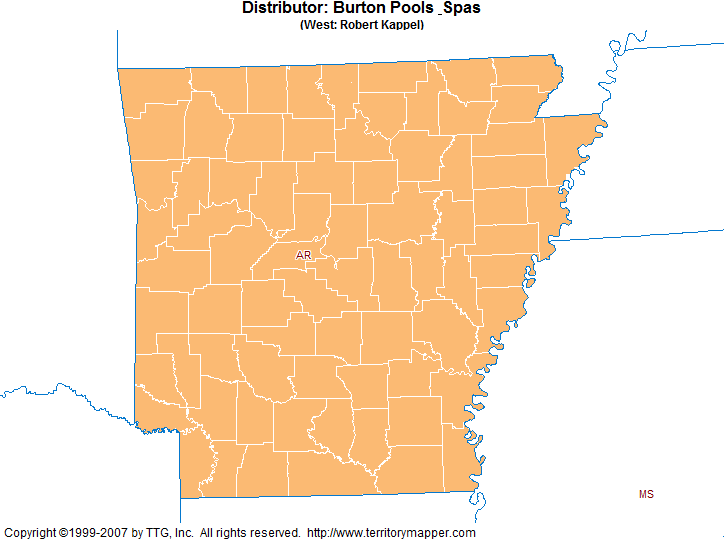 Distributor: Burton Pools _Spas
(West: Robert Kappel)
AR
MS
Copyright ©1999-2007 by TTG, Inc. All rights reserved. http://www.territorymapper.com